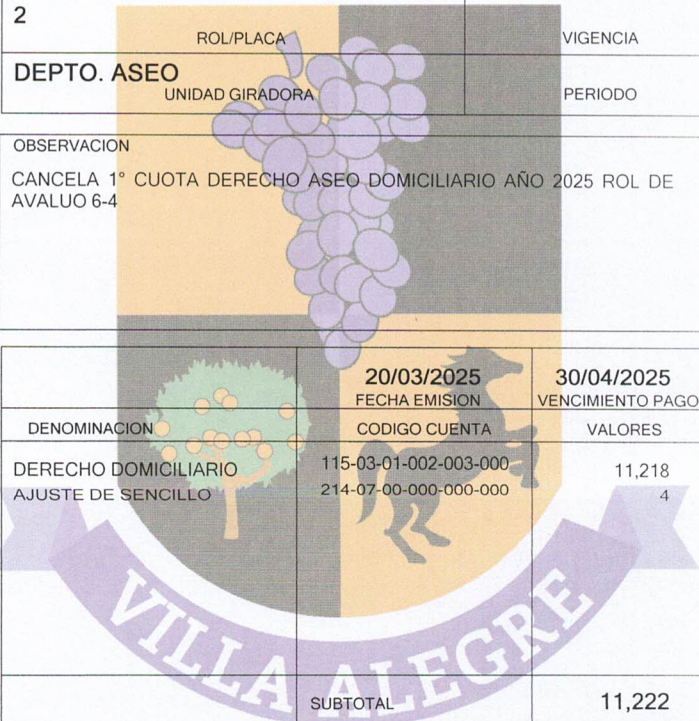 2
ROL/PLACA VIGENCIA
DEPTO. ASEO
UNIDAD GIRADORA PERIODO
OBSERVACION
CANCELA 1° CUOTA DERECHO ASEO DOMICILIARIO AÑO 2025 ROL DE
AVALUO 6-4
20/03/2025 30/04/2025
FECHA EMISION VENCIMIENTO PAGO
DENOMINACION CODIGO CUENTA VALORES
DERECHO DOMICILIARIO 115-03-01-002-003-000 11,218
AJUSTE DE SENCILLO 214-07-00-000-000-000 4
VILLA ALEGRE
SUBTOTAL 11,222